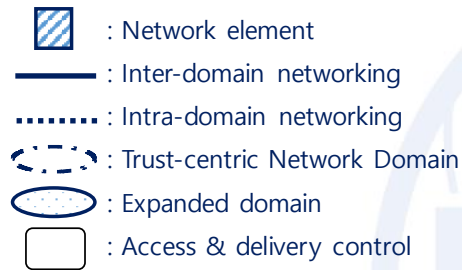 : Network element
: Inter-domain networking
: Intra-domain networking
: Trust-centric Network Domain
: Expanded domain
: Access & delivery control